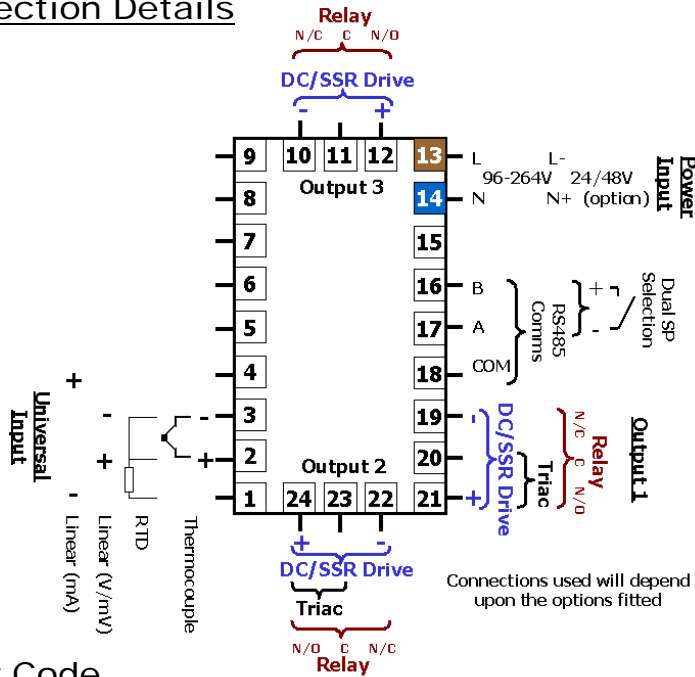 ection Details
Relay
N/C C N/O
DC/SSR Drive
- +
9 10 11 12 13 L L-
Output 3
96-264V 24/48V
8 14 N N+ (option)
Power Input
7 15
6 16 B
5 17 A
4 18 COM
RS485 Comms
+
-
Dual SP Selection
+
3 - - 19 -
2 + + 20
Output 2
1 - 24 23 22 21 +
Universal Input
Linear (mA)
Linear (V/mV)
RTD
Thermocouple
DC/SSR Drive
Triac
N/C C N/O
Relay
Output 1
+ -
DC/SSR Drive
Triac
N/O C N/C
Relay
Connections used will depend
upon the options fitted
Code